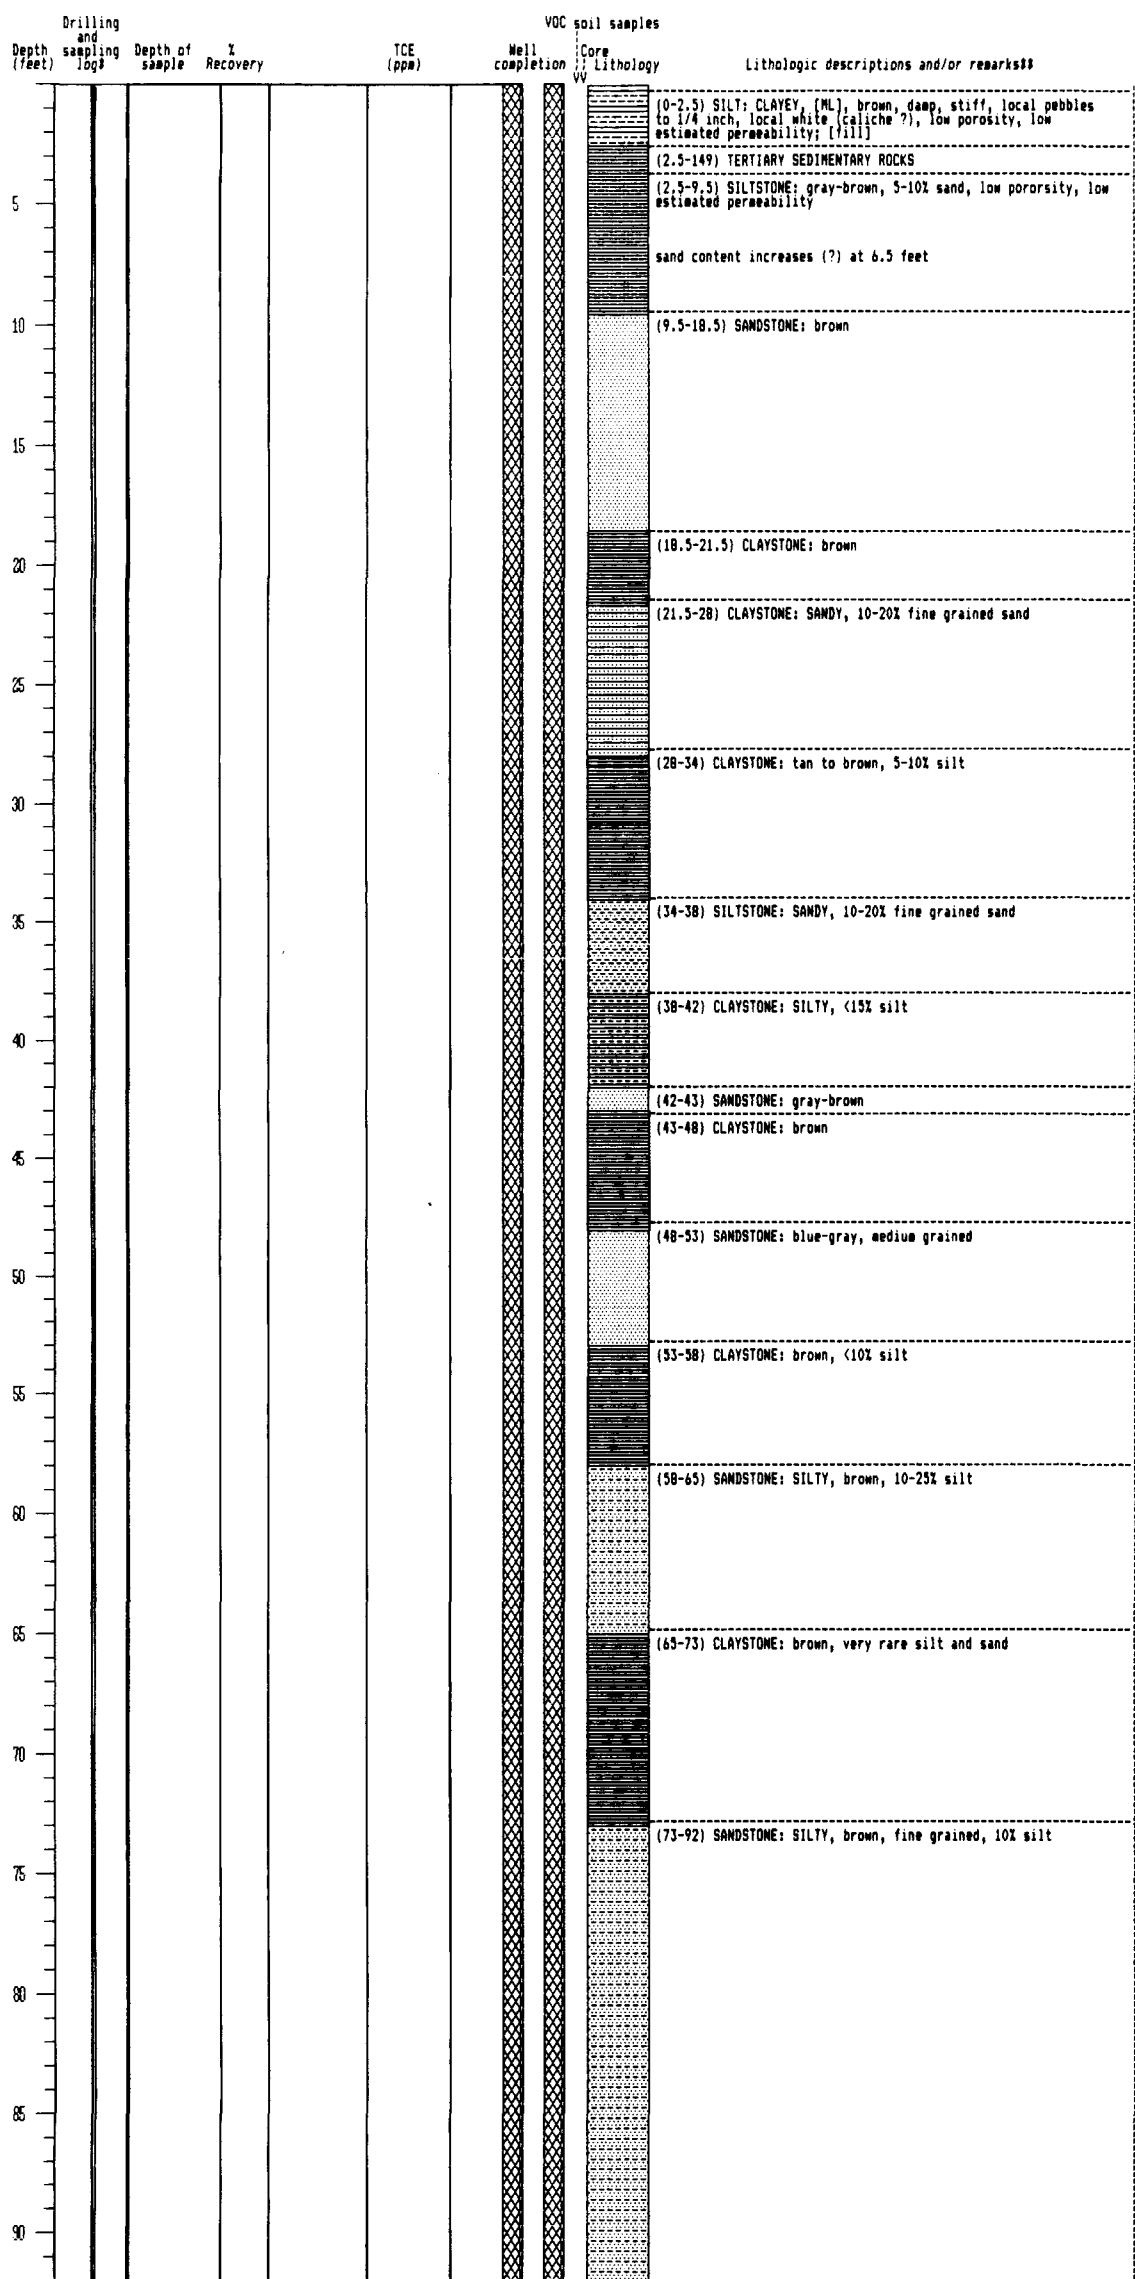 Drilling and sampling log‡
VOC soil samples
Depth (feet)
Depth of sample
% Recovery
TCE (ppm)
Well completion
Core
Lithology
Lithologic descriptions and/or remarks‡‡
(0-2.5) SILT: CLAYEY, [ML], brown, damp, stiff, local pebbles
to 1/4 inch, local white (caliche ?), low porosity, low
estimated permeability; [fill]
(2.5-149) TERTIARY SEDIMENTARY ROCKS
(2.5-9.5) SILTSTONE: gray-brown, 5-10% sand, low pororsity, low
estimated permeability
5
sand content increases (?) at 6.5 feet
10
(9.5-18.5) SANDSTONE: brown
15
(18.5-21.5) CLAYSTONE: brown
20
(21.5-28) CLAYSTONE: SANDY, 10-20% fine grained sand
25
(28-34) CLAYSTONE: tan to brown, 5-10% silt
30
(34-38) SILTSTONE: SANDY, 10-20% fine grained sand
35
(38-42) CLAYSTONE: SILTY, <15% silt
40
(42-43) SANDSTONE: gray-brown
(43-48) CLAYSTONE: brown
45
(48-53) SANDSTONE: blue-gray, medium grained
50
(53-58) CLAYSTONE: brown, <10% silt
55
(58-65) SANDSTONE: SILTY, brown, 10-25% silt
60
65
(65-73) CLAYSTONE: brown, very rare silt and sand
70
(73-92) SANDSTONE: SILTY, brown, fine grained, 10% silt
75
80
85
90